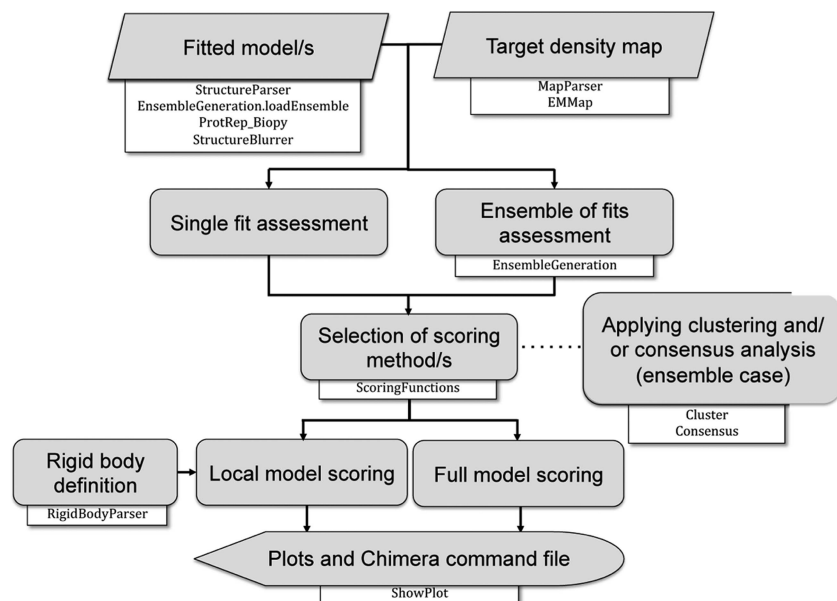 Fitted model/s
Target density map
StructureParser
EnsembleGeneration.loadEnsemble
ProtRep_Biopy
StructureBlurrer
MapParser
EMMap
Single fit assessment
Ensemble of fits
assessment
EnsembleGeneration
Selection of scoring
method/s
ScoringFunctions
Applying clustering and/
or consensus analysis
(ensemble case)
Cluster
Consensus
Rigid body
definition
RigidBodyParser
Local model scoring
Full model scoring
Plots and Chimera command file
ShowPlot